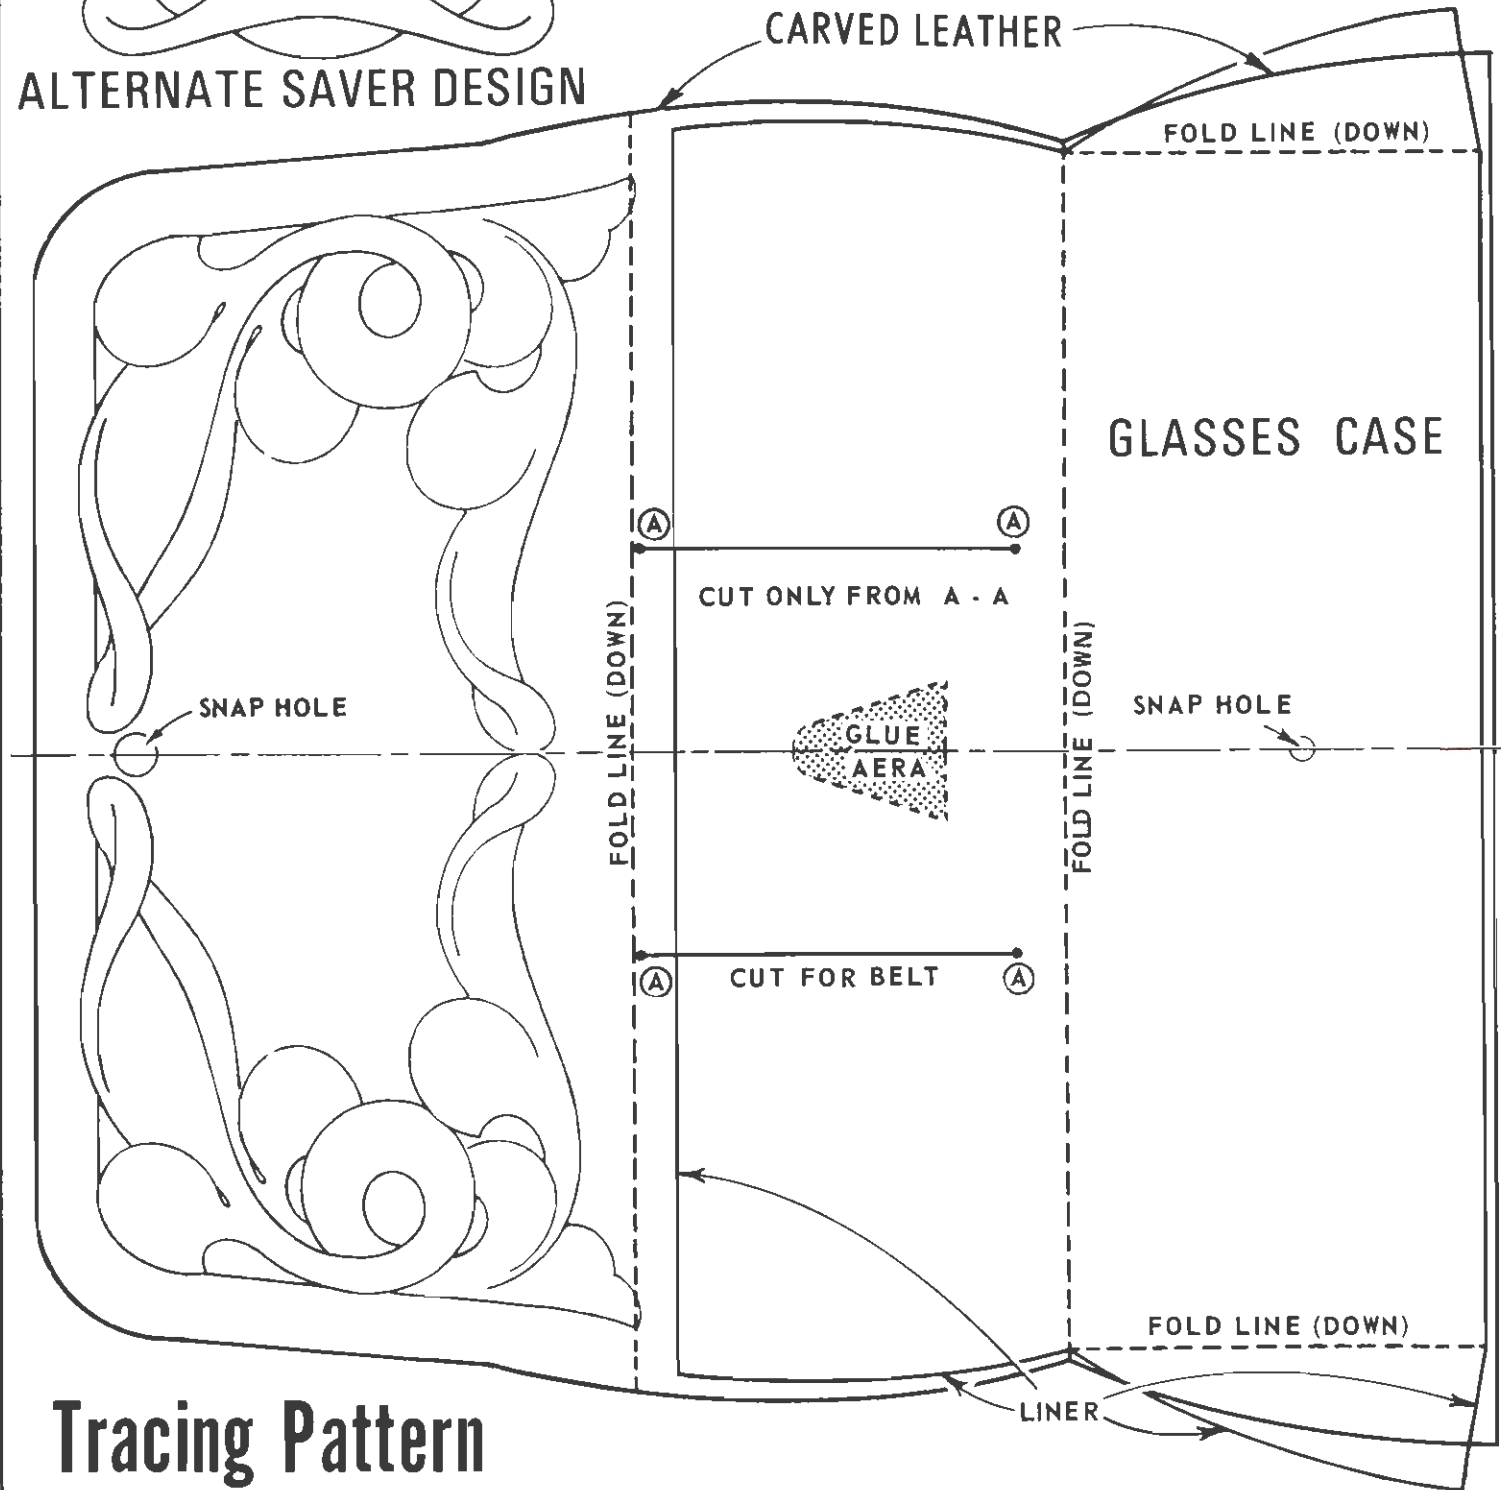 CARVED LEATHER
ALTERNATE SAVER DESIGN
FOLD LINE (DOWN)
GLASSES CASE
A
A
CUT ONLY FROM A - A
FOLD LINE (DOWN)
FOLD LINE (DOWN)
SNAP HOLE
SNAP HOLE
GLUE
AERA
CUT FOR BELT
A
A
FOLD LINE (DOWN)
LINER
Tracing Pattern